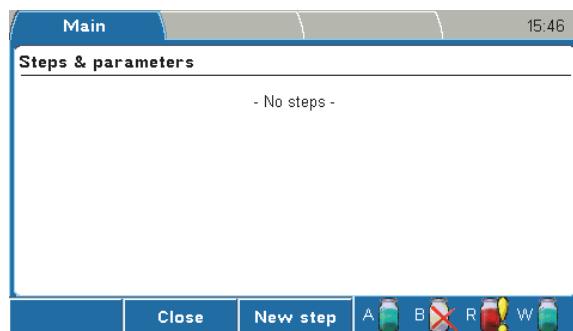 Main 15:46
Steps & parameters
- No steps -
Close New step A B R W